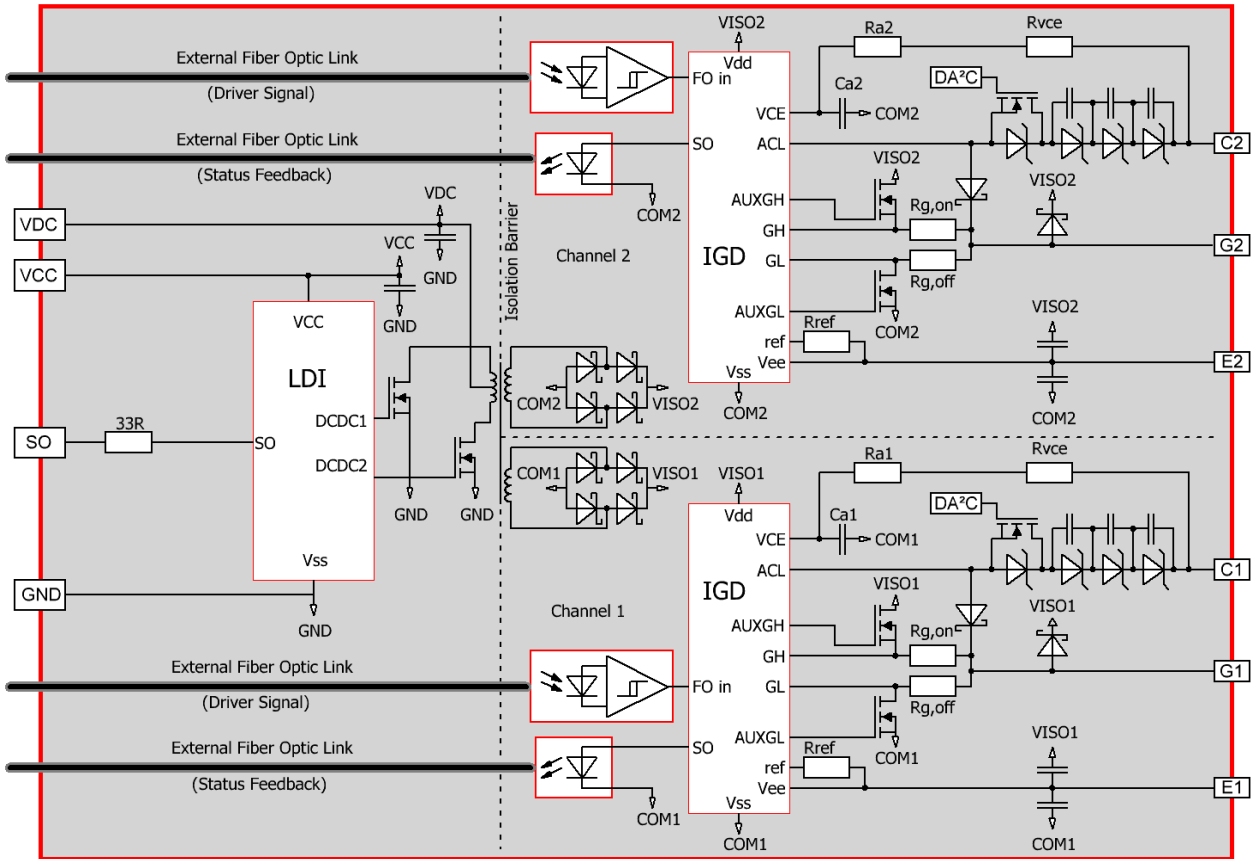 VISO2
Ra2
Rvce
External Fiber Optic Link
(Driver Signal)
FO in
Vdd
DA²C
Ca2
VCE
COM2
External Fiber Optic Link
(Status Feedback)
SO
ACL
C2
VISO2
VISO2
COM2
AUXGH
Rg,on
VDC
VDC
GH
G2
VCC
VCC
GND
Isolation Barrier
Channel 2
IGD
GL
Rg,off
GND
AUXGL
COM2
VISO2
VCC
Rref
ref
Vee
E2
LDI
Vss
COM2
VISO2
COM2
COM2
DCDC1
33R
SO
SO
DCDC2
COM1
VISO1
VISO1
Ra1
Rvce
GND
GND
Vdd
DA²C
Ca1
VCE
COM1
Vss
ACL
C1
GND
GND
Channel 1
IGD
VISO1
VISO1
AUXGH
Rg,on
GH
External Fiber Optic Link
(Driver Signal)
FO in
GL
G1
Rg,off
AUXGL
COM1
VISO1
External Fiber Optic Link
(Status Feedback)
SO
Rref
ref
Vee
E1
Vss
COM1
COM1
COM1